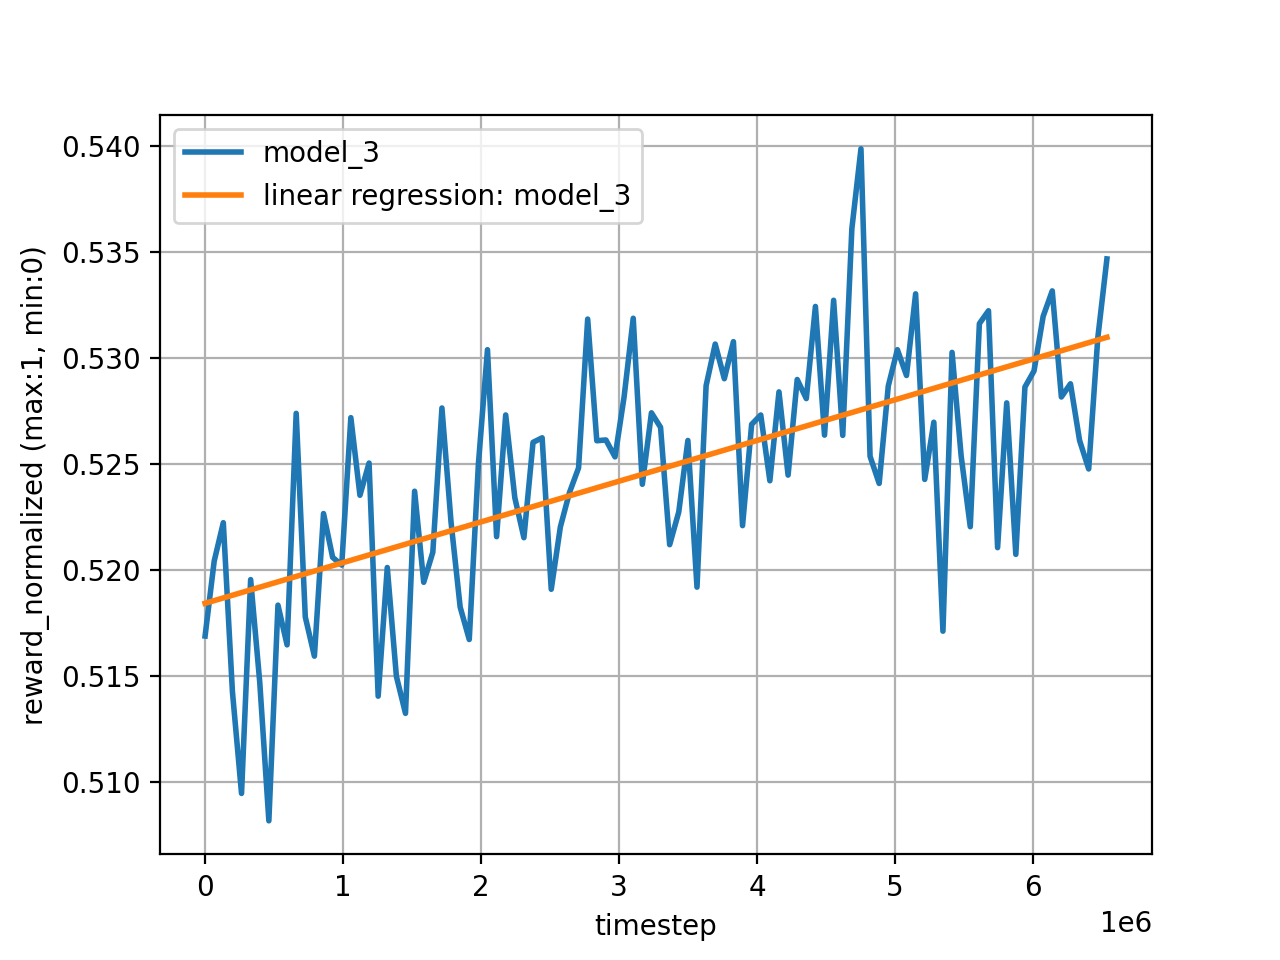 model_3
linear regression: model_3
reward_normalized (max:1, min:0)
0.540
0.535
0.530
0.525
0.520
0.515
0.510
0 1 2 3 4 5 6
timestep
1e6